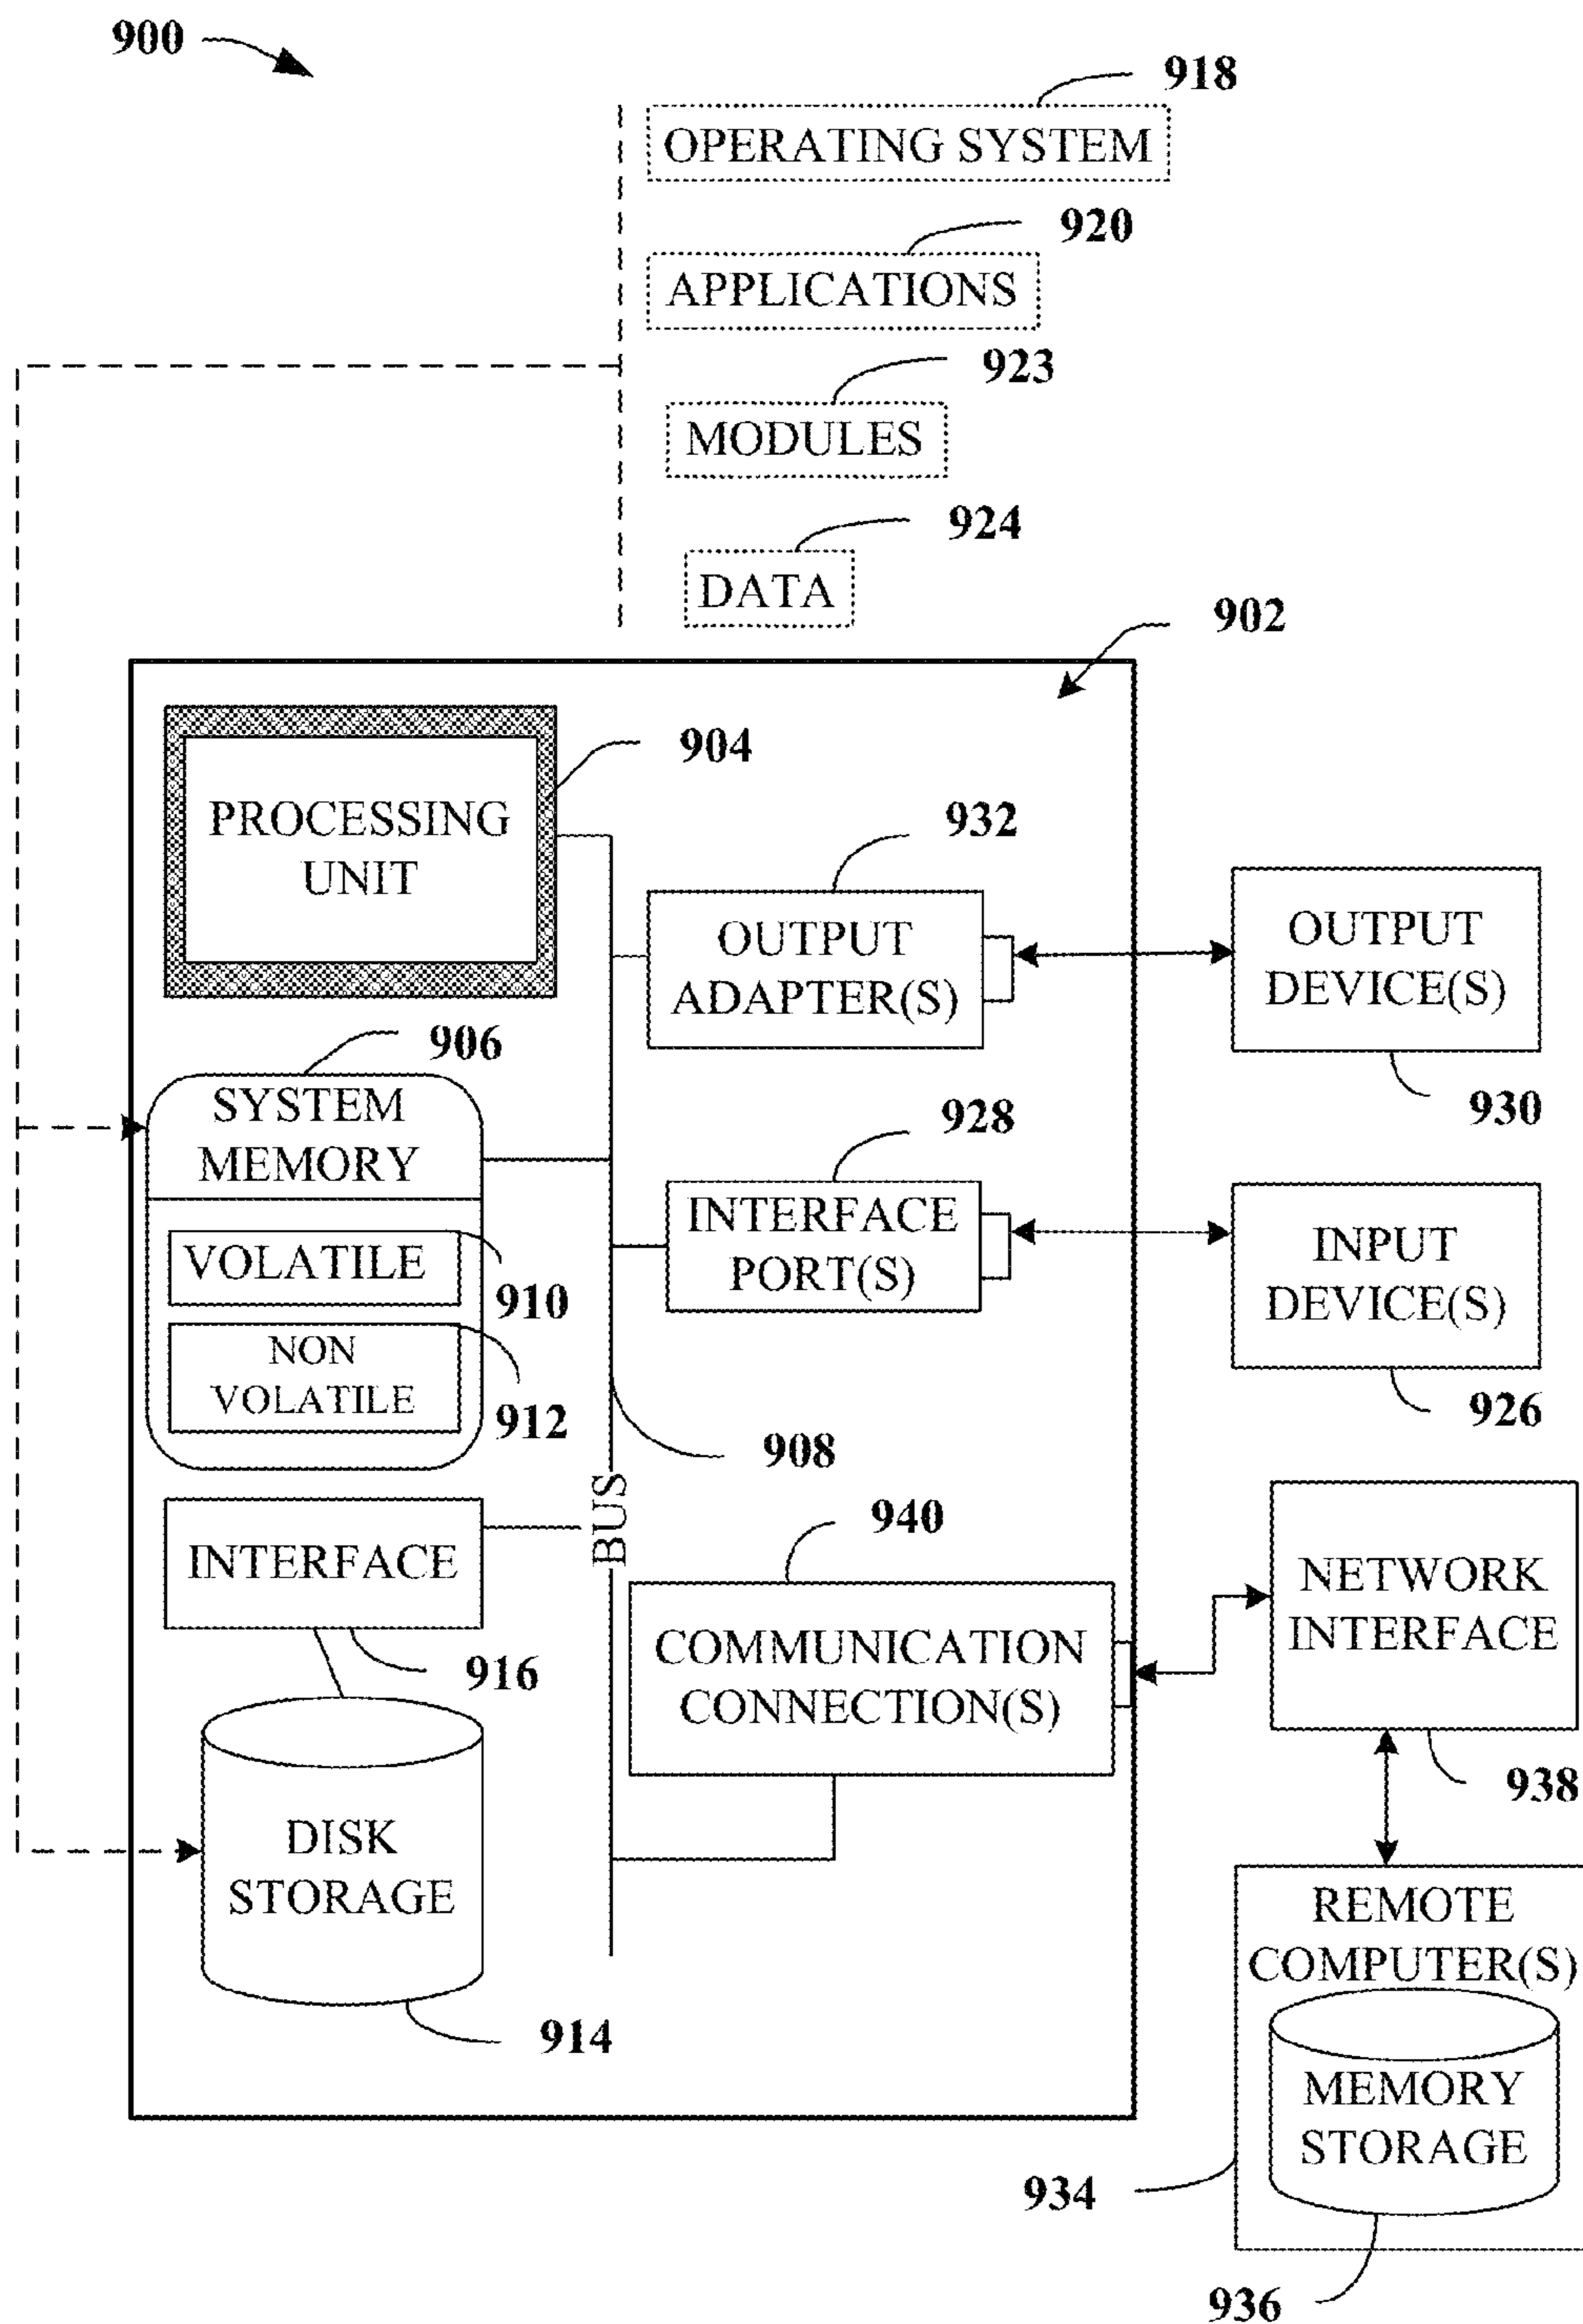 900
918
OPERATING SYSTEM
920
APPLICATIONS
923
MODULES
924
DATA
902
904
PROCESSING
UNIT
932
OUTPUT
ADAPTER(S)
OUTPUT
DEVICE(S)
930
906
SYSTEM
MEMORY
VOLATILE
910
NON
VOLATILE
912
928
INTERFACE
PORT(S)
INPUT
DEVICE(S)
926
908
BUS
INTERFACE
916
940
COMMUNICATION
CONNECTION(S)
NETWORK
INTERFACE
938
DISK
STORAGE
914
REMOTE
COMPUTER(S)
MEMORY
STORAGE
934
936